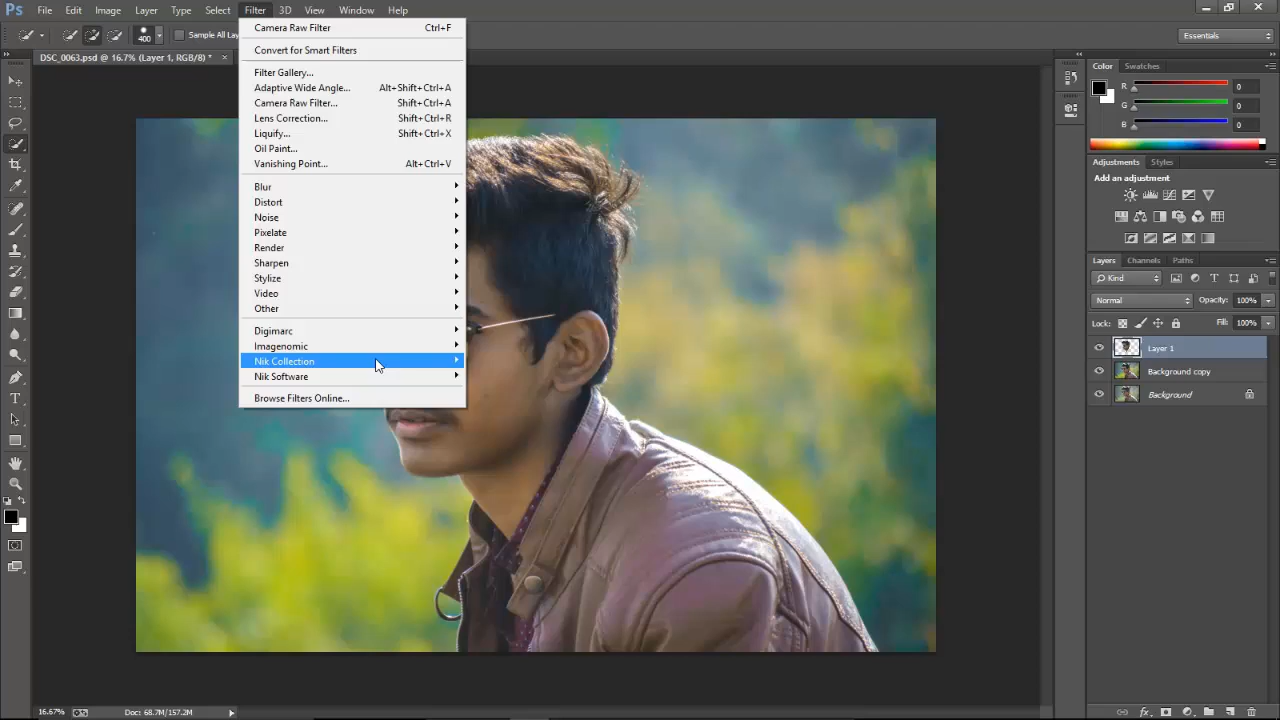 Ps File Edit Image Layer Type Select Filter 3D View Window Help
400 Sample All Lay
Essentials
DSC_0063.psd @ 16.7% (Layer 1, RGB/8) * ×
Camera Raw Filter Ctrl+F
Convert for Smart Filters
Filter Gallery...
Adaptive Wide Angle... Alt+Shift+Ctrl+A
Camera Raw Filter... Shift+Ctrl+A
Lens Correction... Shift+Ctrl+R
Liquify... Shift+Ctrl+X
Oil Paint...
Vanishing Point... Alt+Ctrl+V
Blur
Distort
Noise
Pixelate
Render
Sharpen
Stylize
Video
Other
Digimarc
Imagenomic
Nik Collection
Nik Software
Browse Filters Online...
Color Swatches
R 0
G 0
B 0
Adjustments Styles
Add an adjustment
Layers Channels Paths
Kind
Normal Opacity: 100%
Lock: Fill: 100%
Layer 1
Background copy
Background
16.67% Doc: 68.7M/157.2M